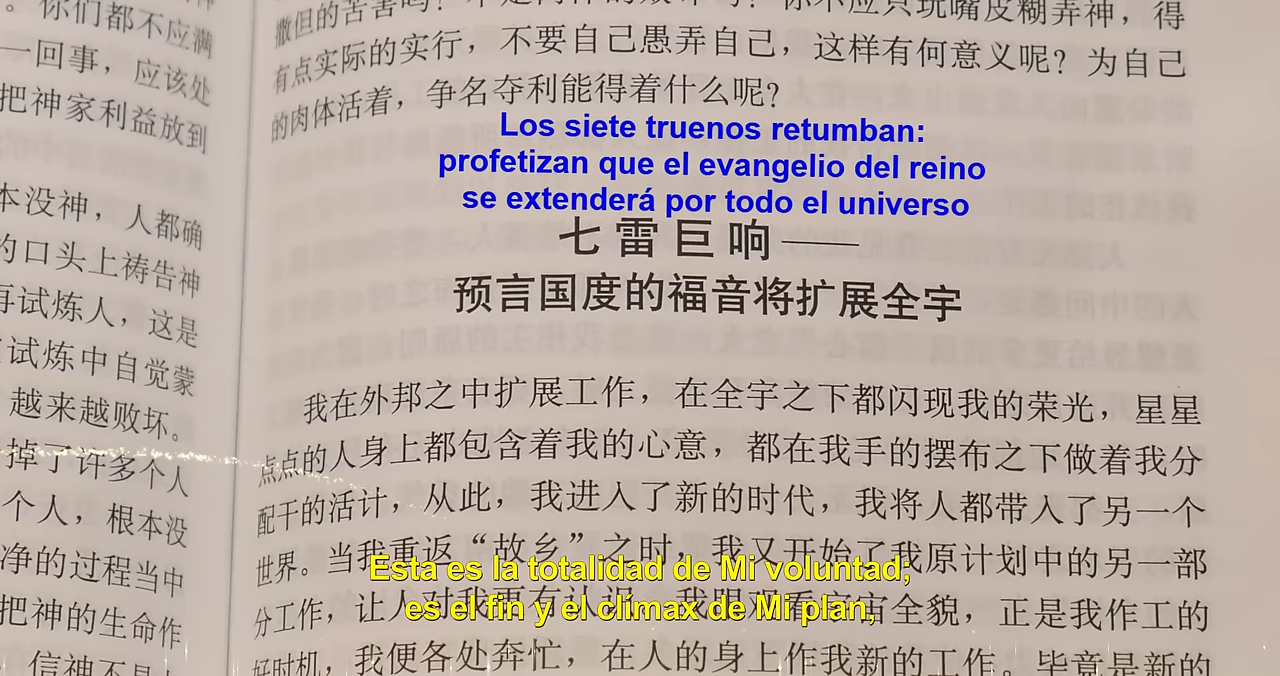 。你们都不应满
一回事，应该处
把神家利益放到
本没神，人都确
的口头上祷告神
再试炼人，这是
试炼中自觉蒙
越来越败坏。
掉了许多个人
个人，根本没
净的过程当中
把神的生命作
信神不是
你不应只玩嘴皮糊弄神，得
有点实际的实行，不要自己愚弄自己，这样有何意义呢？为自己
的肉体活着，争名夺利能得着什么呢？
Los siete truenos retumban:
profetizan que el evangelio del reino
se extenderá por todo el universo
七雷巨响——
预言国度的福音将扩展全宇
我在外邦之中扩展工作，在全宇之下都闪现我的荣光，星星
点点的人身上都包含着我的心意，都在我手的摆布之下做着我分
配干的活计，从此，我进入了新的时代，我将人都带入了另一个
世界。当我重返“故乡”之时，我又开始了我原计划中的另一部
Esta es la totalidad de Mi voluntad;
分工作，让人对我更有认识。我观看全宇全貌，正是我作工的
es el fin y el clímax de Mi plan,
好时机，我便各处奔忙，在人的身上作我新的工作。毕竟是新的